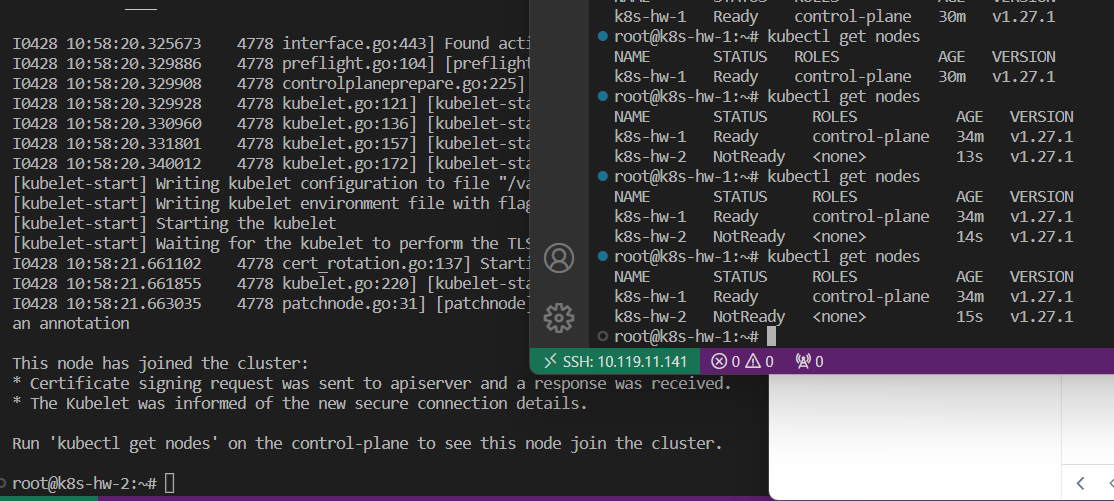 I0428 10:58:20.325673    4778 interface.go:443] Found acti
I0428 10:58:20.329886    4778 preflight.go:104] [preflight
I0428 10:58:20.329908    4778 controlplaneprepare.go:225]
I0428 10:58:20.329928    4778 kubelet.go:121] [kubelet-sta
I0428 10:58:20.330960    4778 kubelet.go:136] [kubelet-sta
I0428 10:58:20.331801    4778 kubelet.go:157] [kubelet-sta
I0428 10:58:20.340012    4778 kubelet.go:172] [kubelet-sta
[kubelet-start] Writing kubelet configuration to file "/va
[kubelet-start] Writing kubelet environment file with flag
[kubelet-start] Starting the kubelet
[kubelet-start] Waiting for the kubelet to perform the TLS
I0428 10:58:21.661102    4778 cert_rotation.go:137] Starti
I0428 10:58:21.661855    4778 kubelet.go:220] [kubelet-sta
I0428 10:58:21.663035    4778 patchnode.go:31] [patchnode]
an annotation
This node has joined the cluster:
* Certificate signing request was sent to apiserver and a response was received.
* The Kubelet was informed of the new secure connection details.
Run 'kubectl get nodes' on the control-plane to see this node join the cluster.
root@k8s-hw-2:~#
NAME       STATUS   ROLES           AGE   VERSION
k8s-hw-1   Ready    control-plane   30m   v1.27.1
root@k8s-hw-1:~# kubectl get nodes
NAME       STATUS   ROLES           AGE   VERSION
k8s-hw-1   Ready    control-plane   30m   v1.27.1
root@k8s-hw-1:~# kubectl get nodes
NAME       STATUS     ROLES           AGE   VERSION
k8s-hw-1   Ready      control-plane   34m   v1.27.1
k8s-hw-2   NotReady   <none>          13s   v1.27.1
root@k8s-hw-1:~# kubectl get nodes
NAME       STATUS     ROLES           AGE   VERSION
k8s-hw-1   Ready      control-plane   34m   v1.27.1
k8s-hw-2   NotReady   <none>          14s   v1.27.1
root@k8s-hw-1:~# kubectl get nodes
NAME       STATUS     ROLES           AGE   VERSION
k8s-hw-1   Ready      control-plane   34m   v1.27.1
k8s-hw-2   NotReady   <none>          15s   v1.27.1
root@k8s-hw-1:~#
SSH: 10.119.11.141 0 0 0